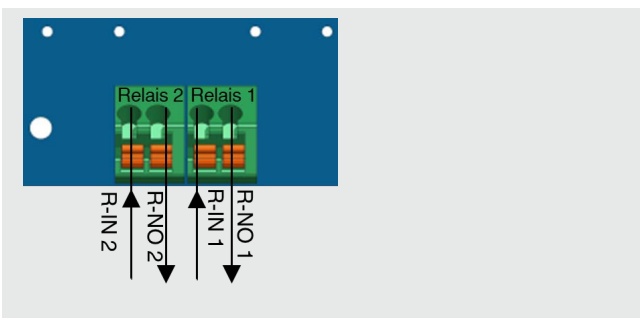 Relais 2 Relais 1
R-IN 2
R-NO 2
R-IN 1
R-NO 1